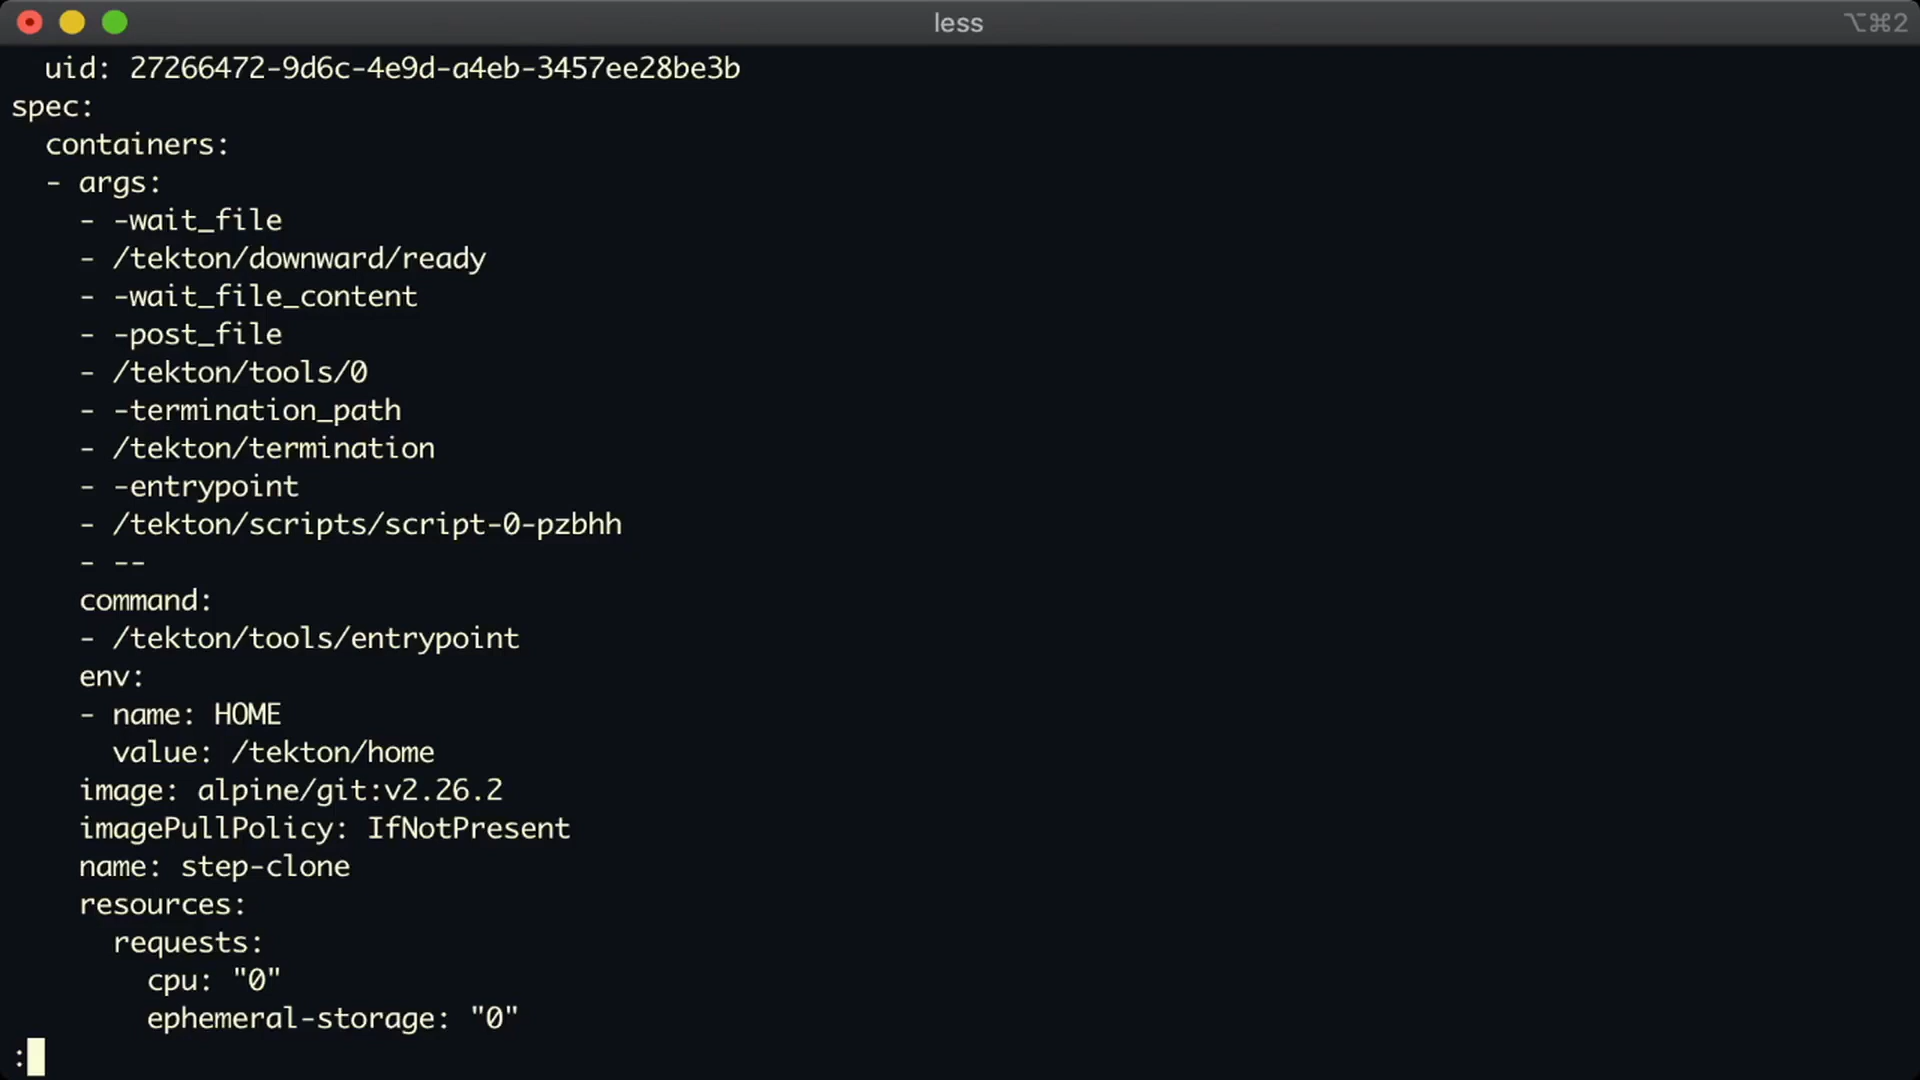 less
⌥⌘2
  uid: 27266472-9d6c-4e9d-a4eb-3457ee28be3b
spec:
  containers:
  - args:
    - -wait_file
    - /tekton/downward/ready
    - -wait_file_content
    - -post_file
    - /tekton/tools/0
    - -termination_path
    - /tekton/termination
    - -entrypoint
    - /tekton/scripts/script-0-pzbhh
    - --
    command:
    - /tekton/tools/entrypoint
    env:
    - name: HOME
      value: /tekton/home
    image: alpine/git:v2.26.2
    imagePullPolicy: IfNotPresent
    name: step-clone
    resources:
      requests:
        cpu: "0"
        ephemeral-storage: "0"
: